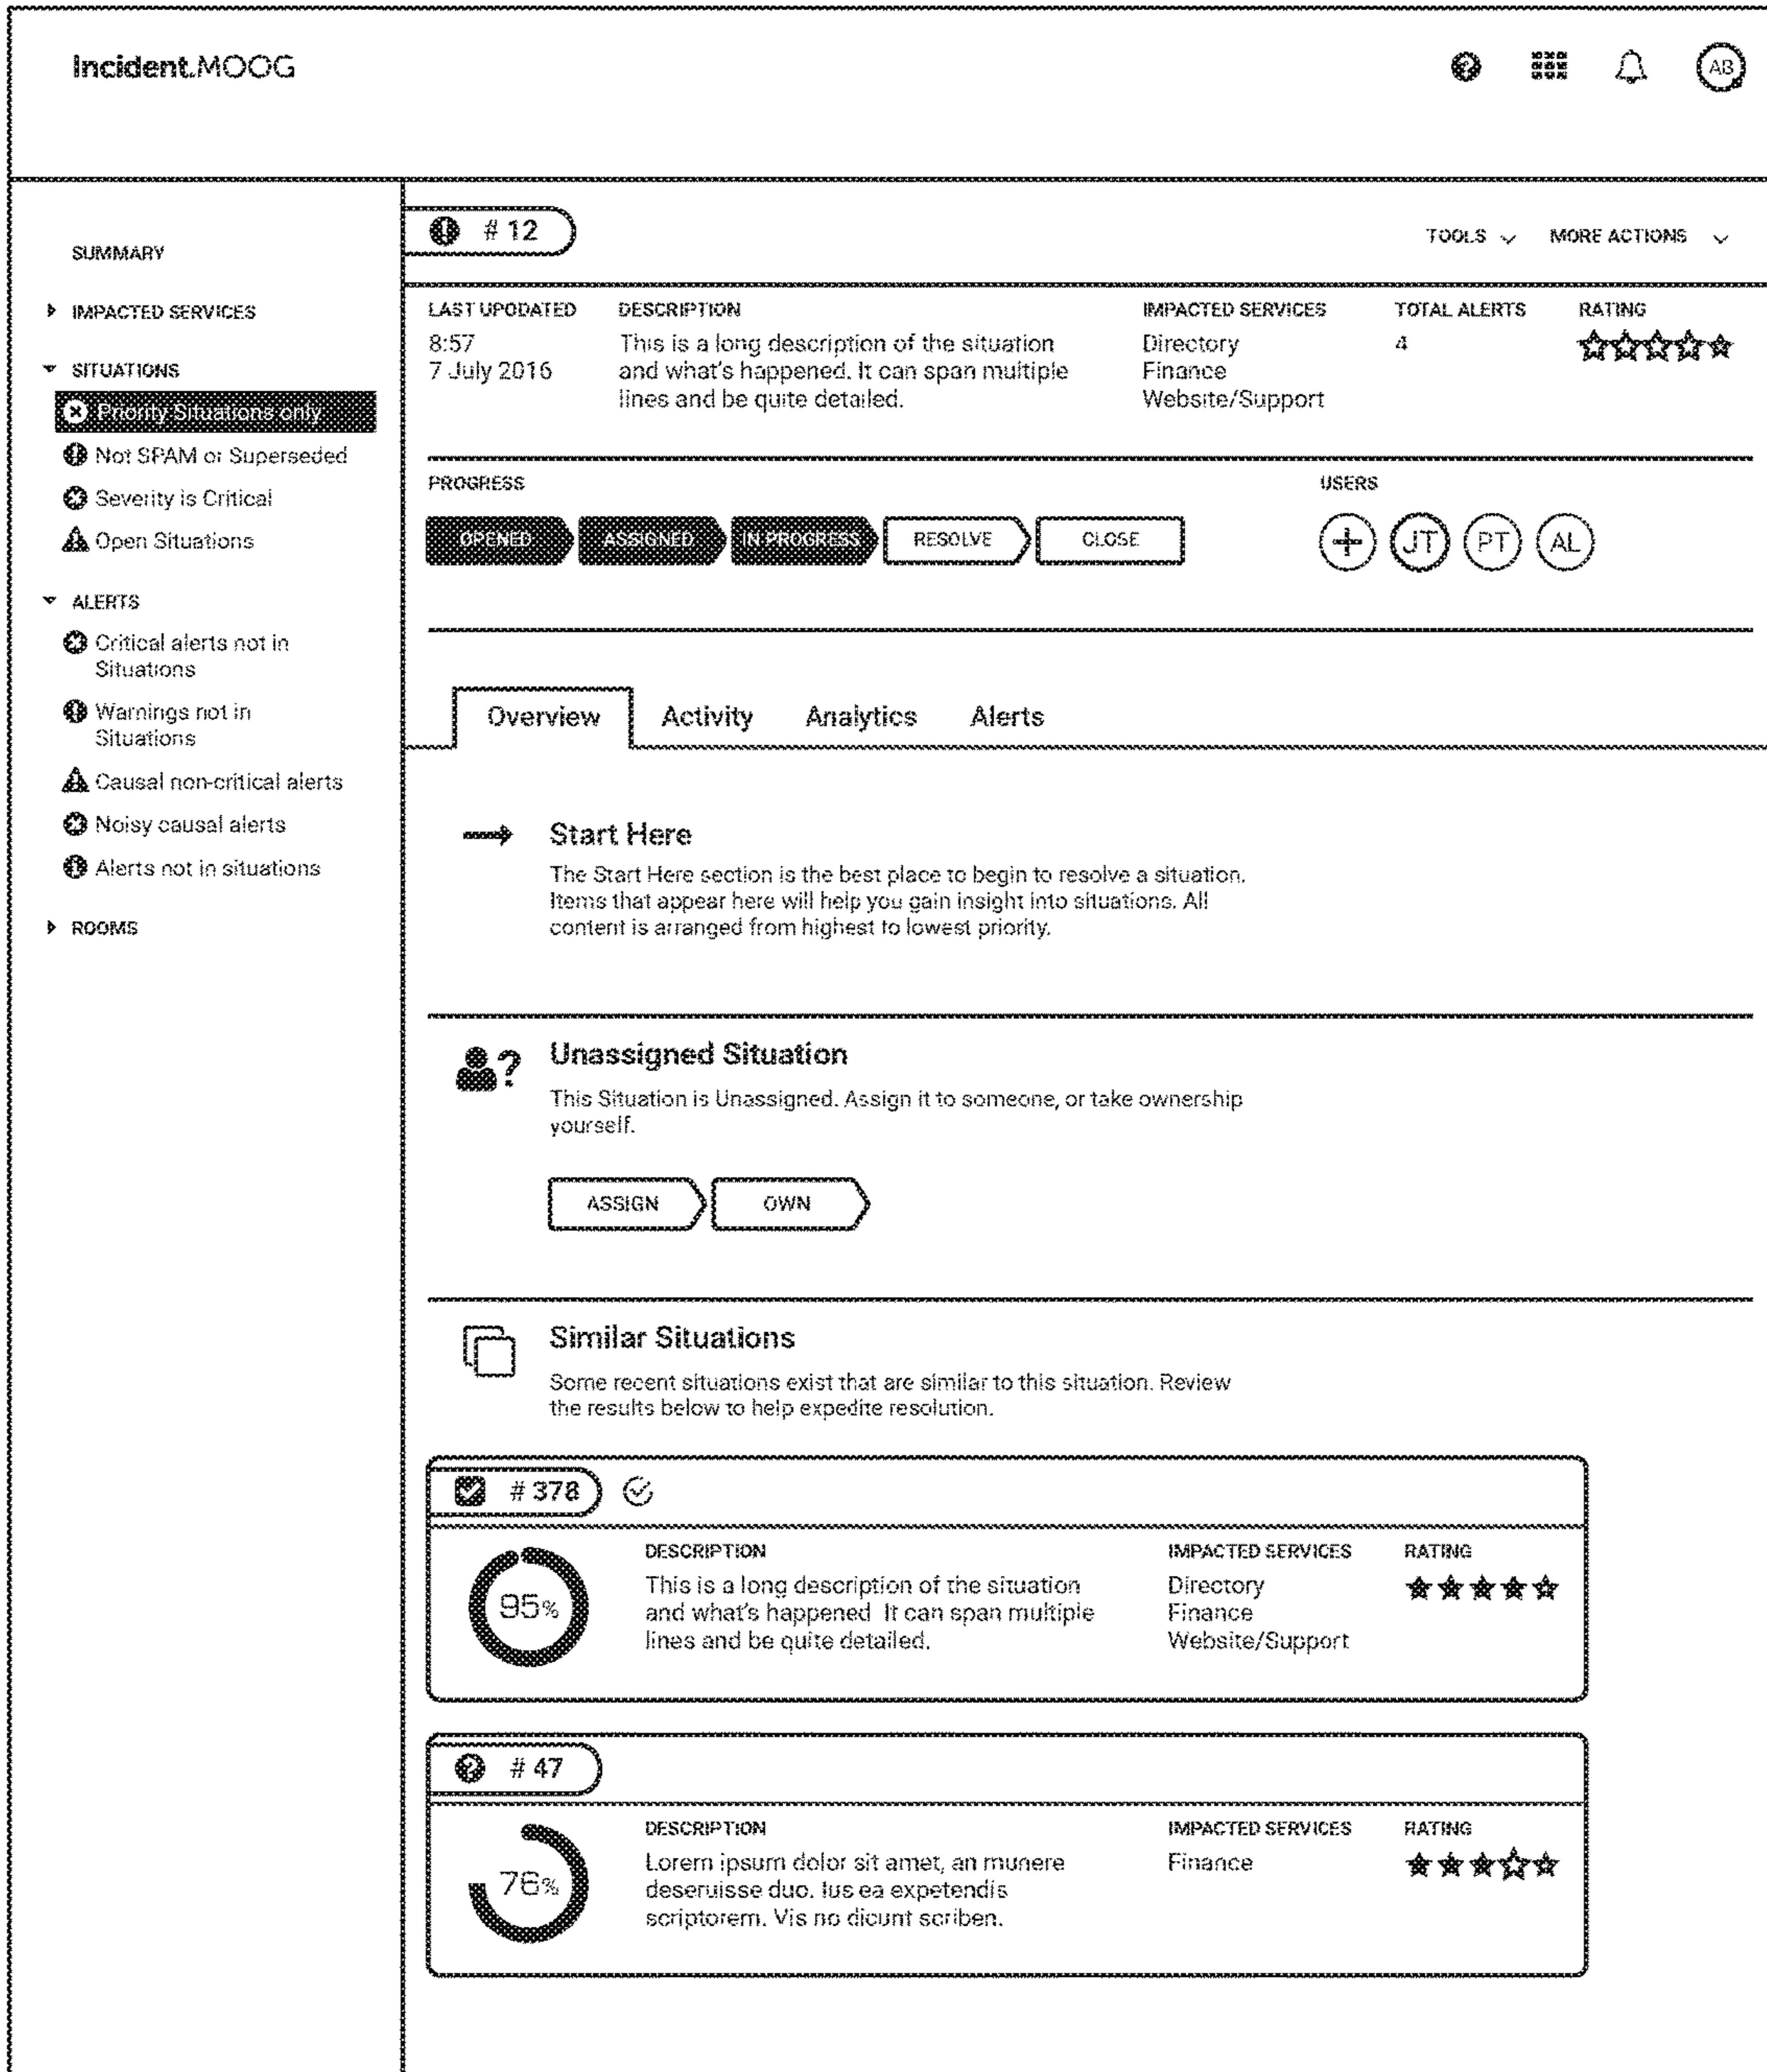 Incident.MOOG
AB
SUMMARY
IMPACTED SERVICES
SITUATIONS
Priority Situations only
Not SPAM or Superseded
Severity is Critical
Open Situations
ALERTS
Critical alerts not in
Situations
Warnings not in
Situations
Causal non-critical alerts
Noisy causal alerts
Alerts not in situations
ROOMS
# 12
TOOLS MORE ACTIONS
LAST UPODATED DESCRIPTION IMPACTED SERVICES TOTAL ALERTS RATING
8:57 This is a long description of the situation Directory 4
7 July 2016 and what's happened. It can span multiple Finance
lines and be quite detailed. Website/Support
PROGRESS USERS
OPENED ASSIGNED IN PROGRESS RESOLVE CLOSE + JT PT AL
Overview Activity Analytics Alerts
Start Here
The Start Here section is the best place to begin to resolve a situation.
Items that appear here will help you gain insight into situations. All
content is arranged from highest to lowest priority.
? Unassigned Situation
This Situation is Unassigned. Assign it to someone, or take ownership
yourself.
ASSIGN OWN
Similar Situations
Some recent situations exist that are similar to this situation. Review
the results below to help expedite resolution.
# 378
DESCRIPTION IMPACTED SERVICES RATING
95% This is a long description of the situation Directory
and what's happened It can span multiple Finance
lines and be quite detailed. Website/Support
? # 47
DESCRIPTION IMPACTED SERVICES RATING
76% Lorem ipsum dolor sit amet, an munere Finance
deseruisse duo. Ius ea expetendis
scriptorem. Vis no dicunt scriben.